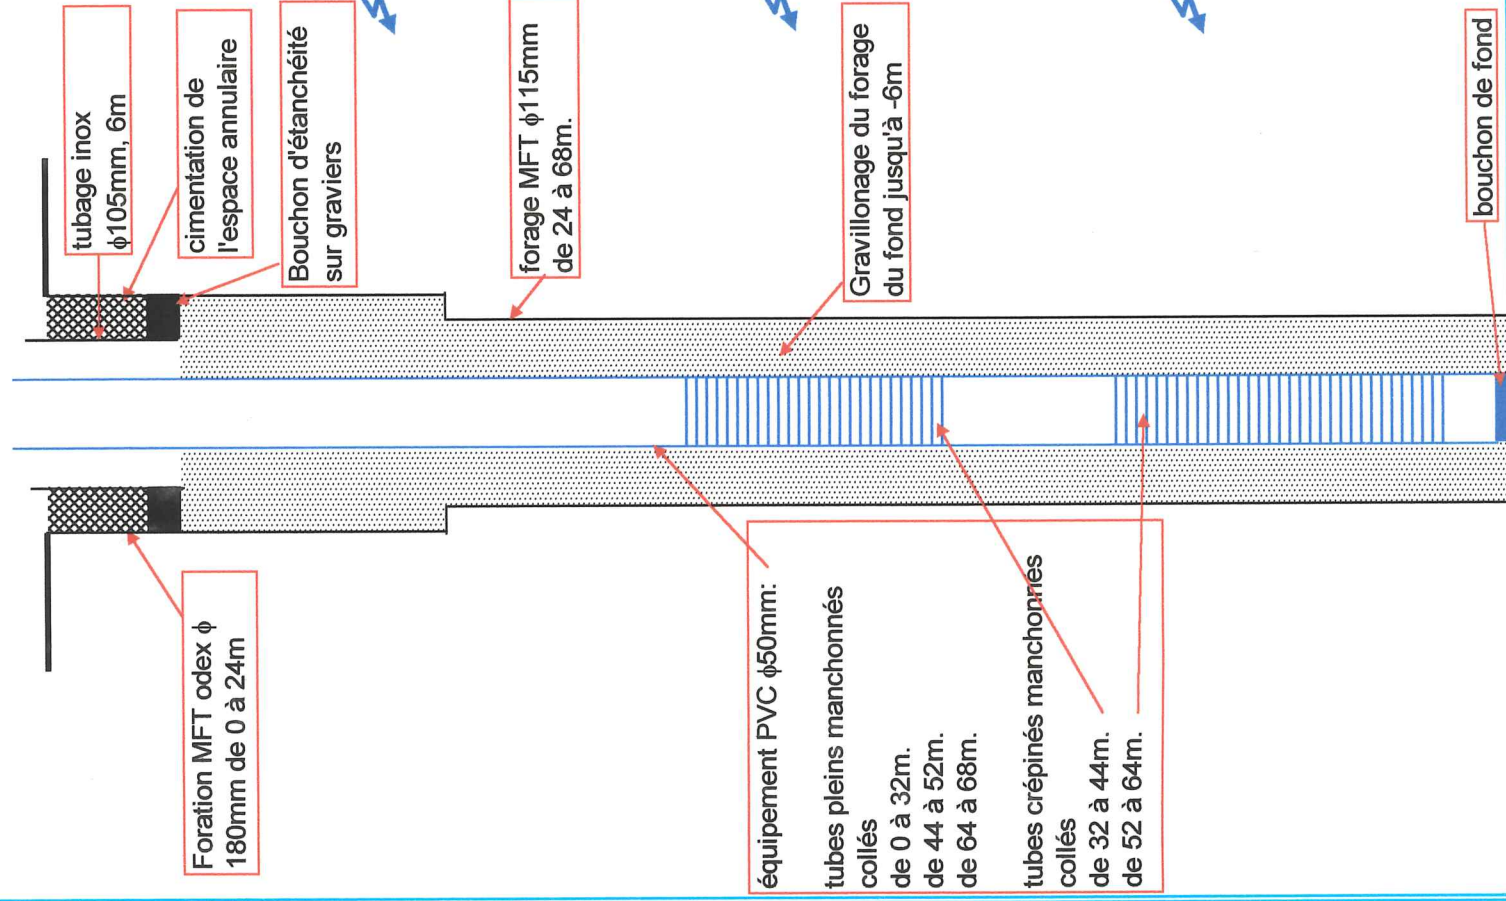 tubage inox
ϕ105mm, 6m
cimentation de
l'espace annulaire
Bouchon d'étanchéité
sur graviers
forage MFT ϕ115mm
de 24 à 68m.
Gravillonage du forage
du fond jusqu'à -6m
bouchon de fond
Foration MFT odex ϕ
180mm de 0 à 24m
équipement PVC ϕ50mm:
tubes pleins manchonnés
collés
de 0 à 32m.
de 44 à 52m.
de 64 à 68m.
tubes crépinés manchonnés
collés
de 32 à 44m.
de 52 à 64m.